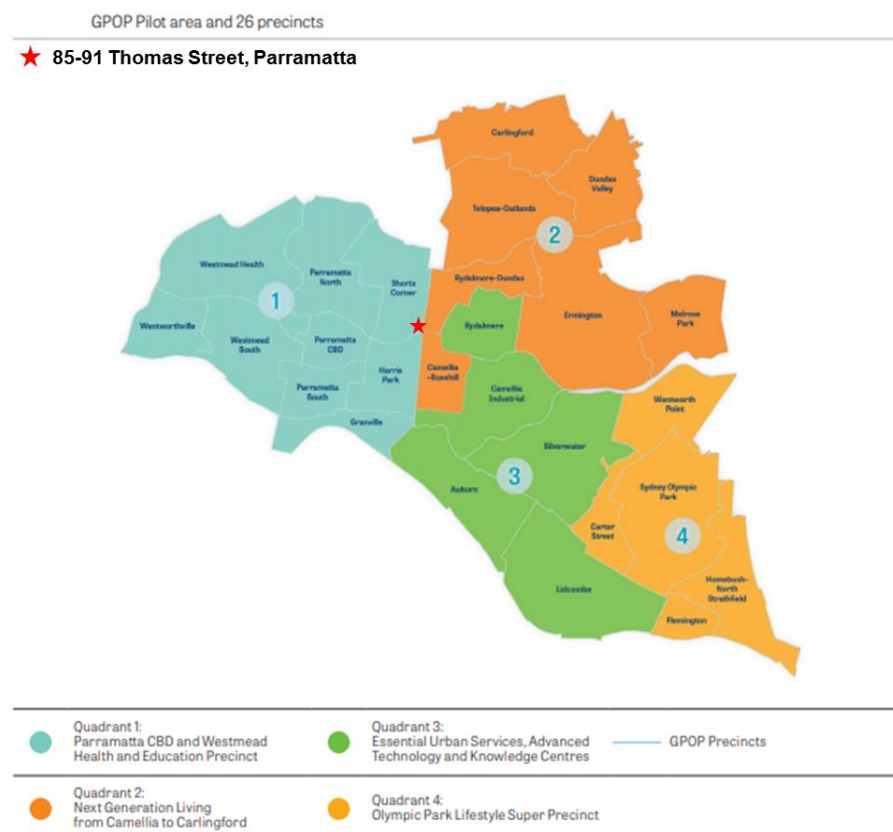 GPOP Pilot area and 26 precincts
85-91 Thomas Street, Parramatta
Carlingford
Dundas
Valley
Telopea-Oatlands
2
Westmead Health
Parramatta
North
Shorts
Corner
Rydalmere-Dundas
1
Ermington
Melrose
Park
Wentworthville
Rydalmere
Westmead
South
Parramatta
CBD
Harris
Park
Camellia
-Rosehill
Parramatta
South
Camellia
Industrial
Wentworth
Point
Granville
Silverwater
3
Auburn
Sydney Olympic
Park
Carter
Street
4
Lidcombe
Homebush-
North
Strathfield
Flemington
Quadrant 1:
Parramatta CBD and Westmead
Health and Education Precinct
Quadrant 3:
Essential Urban Services, Advanced
Technology and Knowledge Centres
GPOP Precincts
Quadrant 2:
Next Generation Living
from Camellia to Carlingford
Quadrant 4:
Olympic Park Lifestyle Super Precinct